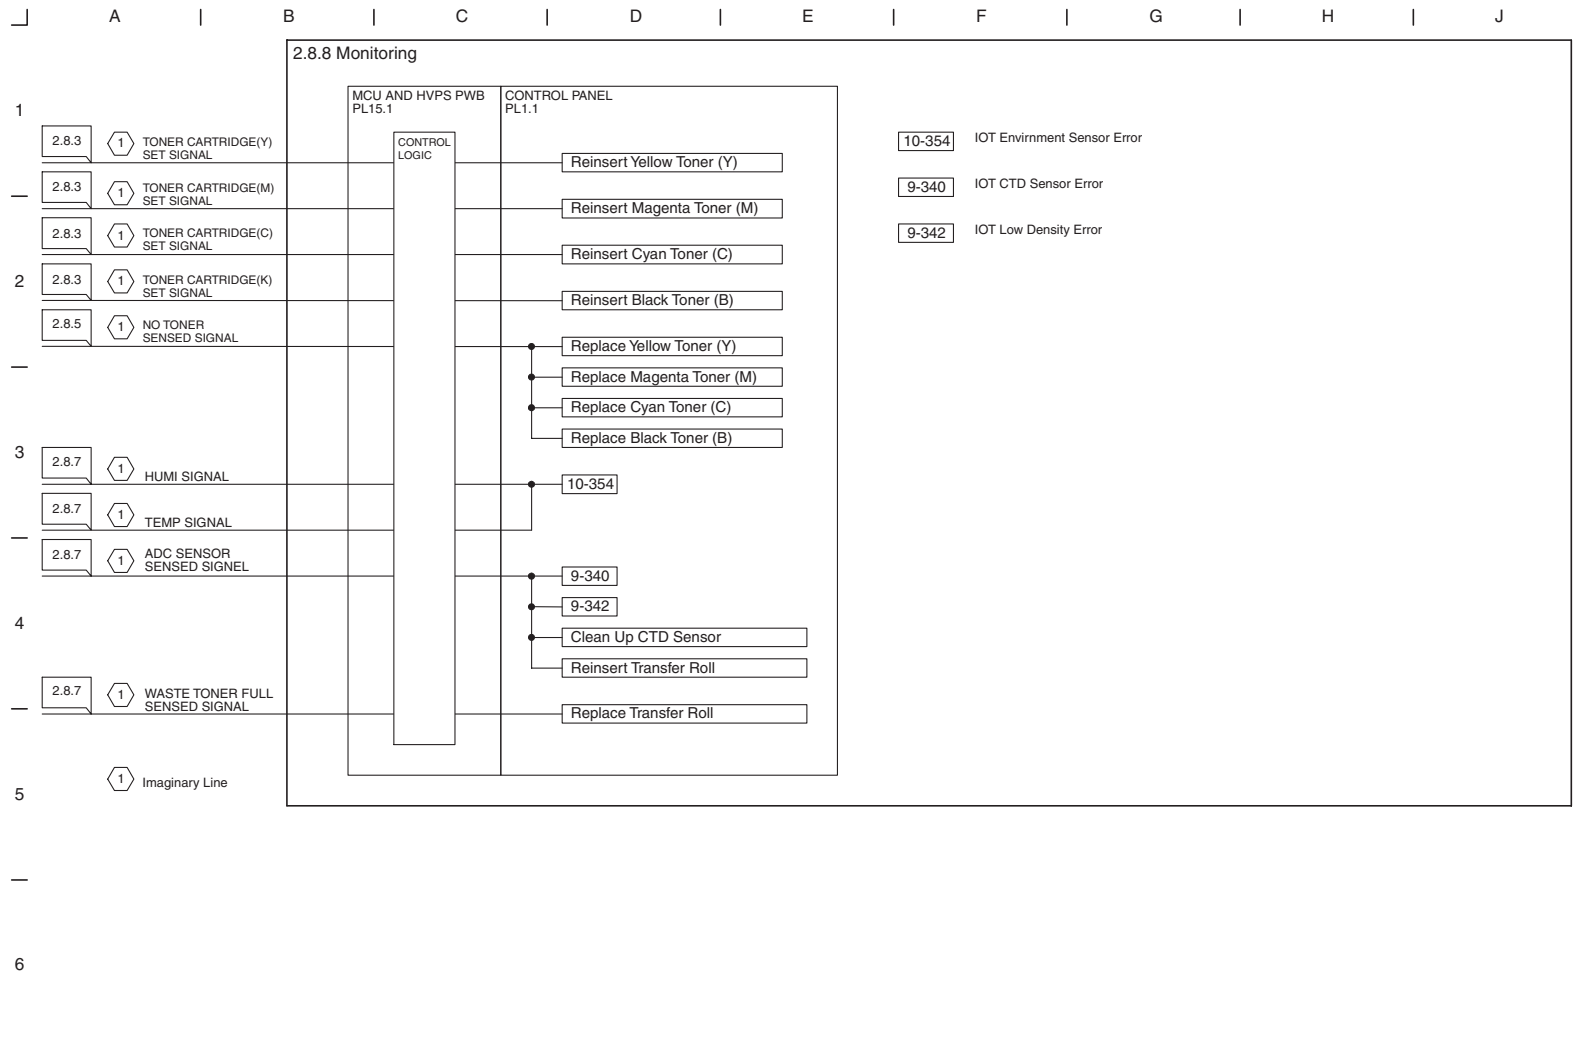 A B C D E F G H J
2.8.8 Monitoring
1
MCU AND HVPS PWB
PL15.1
CONTROL PANEL
PL1.1
2.8.3
1
TONER CARTRIDGE(Y)
SET SIGNAL
CONTROL
LOGIC
Reinsert Yellow Toner (Y)
10-354
IOT Envirnment Sensor Error
2.8.3
1
TONER CARTRIDGE(M)
SET SIGNAL
Reinsert Magenta Toner (M)
9-340
IOT CTD Sensor Error
2.8.3
1
TONER CARTRIDGE(C)
SET SIGNAL
Reinsert Cyan Toner (C)
9-342
IOT Low Density Error
2
2.8.3
1
TONER CARTRIDGE(K)
SET SIGNAL
Reinsert Black Toner (B)
2.8.5
1
NO TONER
SENSED SIGNAL
Replace Yellow Toner (Y)
Replace Magenta Toner (M)
Replace Cyan Toner (C)
Replace Black Toner (B)
3
2.8.7
1
HUMI SIGNAL
10-354
2.8.7
1
TEMP SIGNAL
2.8.7
1
ADC SENSOR
SENSED SIGNEL
9-340
9-342
4
Clean Up CTD Sensor
Reinsert Transfer Roll
2.8.7
1
WASTE TONER FULL
SENSED SIGNAL
Replace Transfer Roll
1
Imaginary Line
5
6